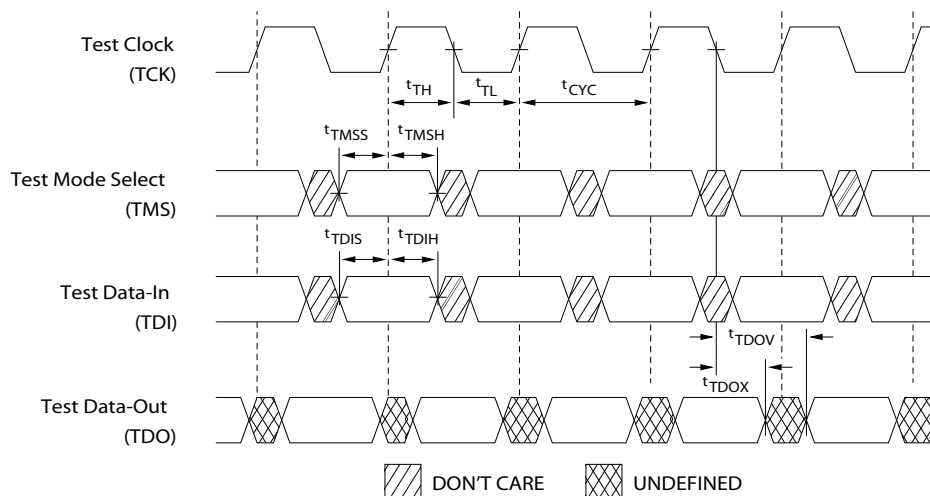 Test Clock
(TCK)
tTH
tTL
tCYC
tTMSS
tTMSH
Test Mode Select
(TMS)
tTDIS
tTDIH
Test Data-In
(TDI)
tTDOV
tTDOX
Test Data-Out
(TDO)
DON'T CARE
UNDEFINED